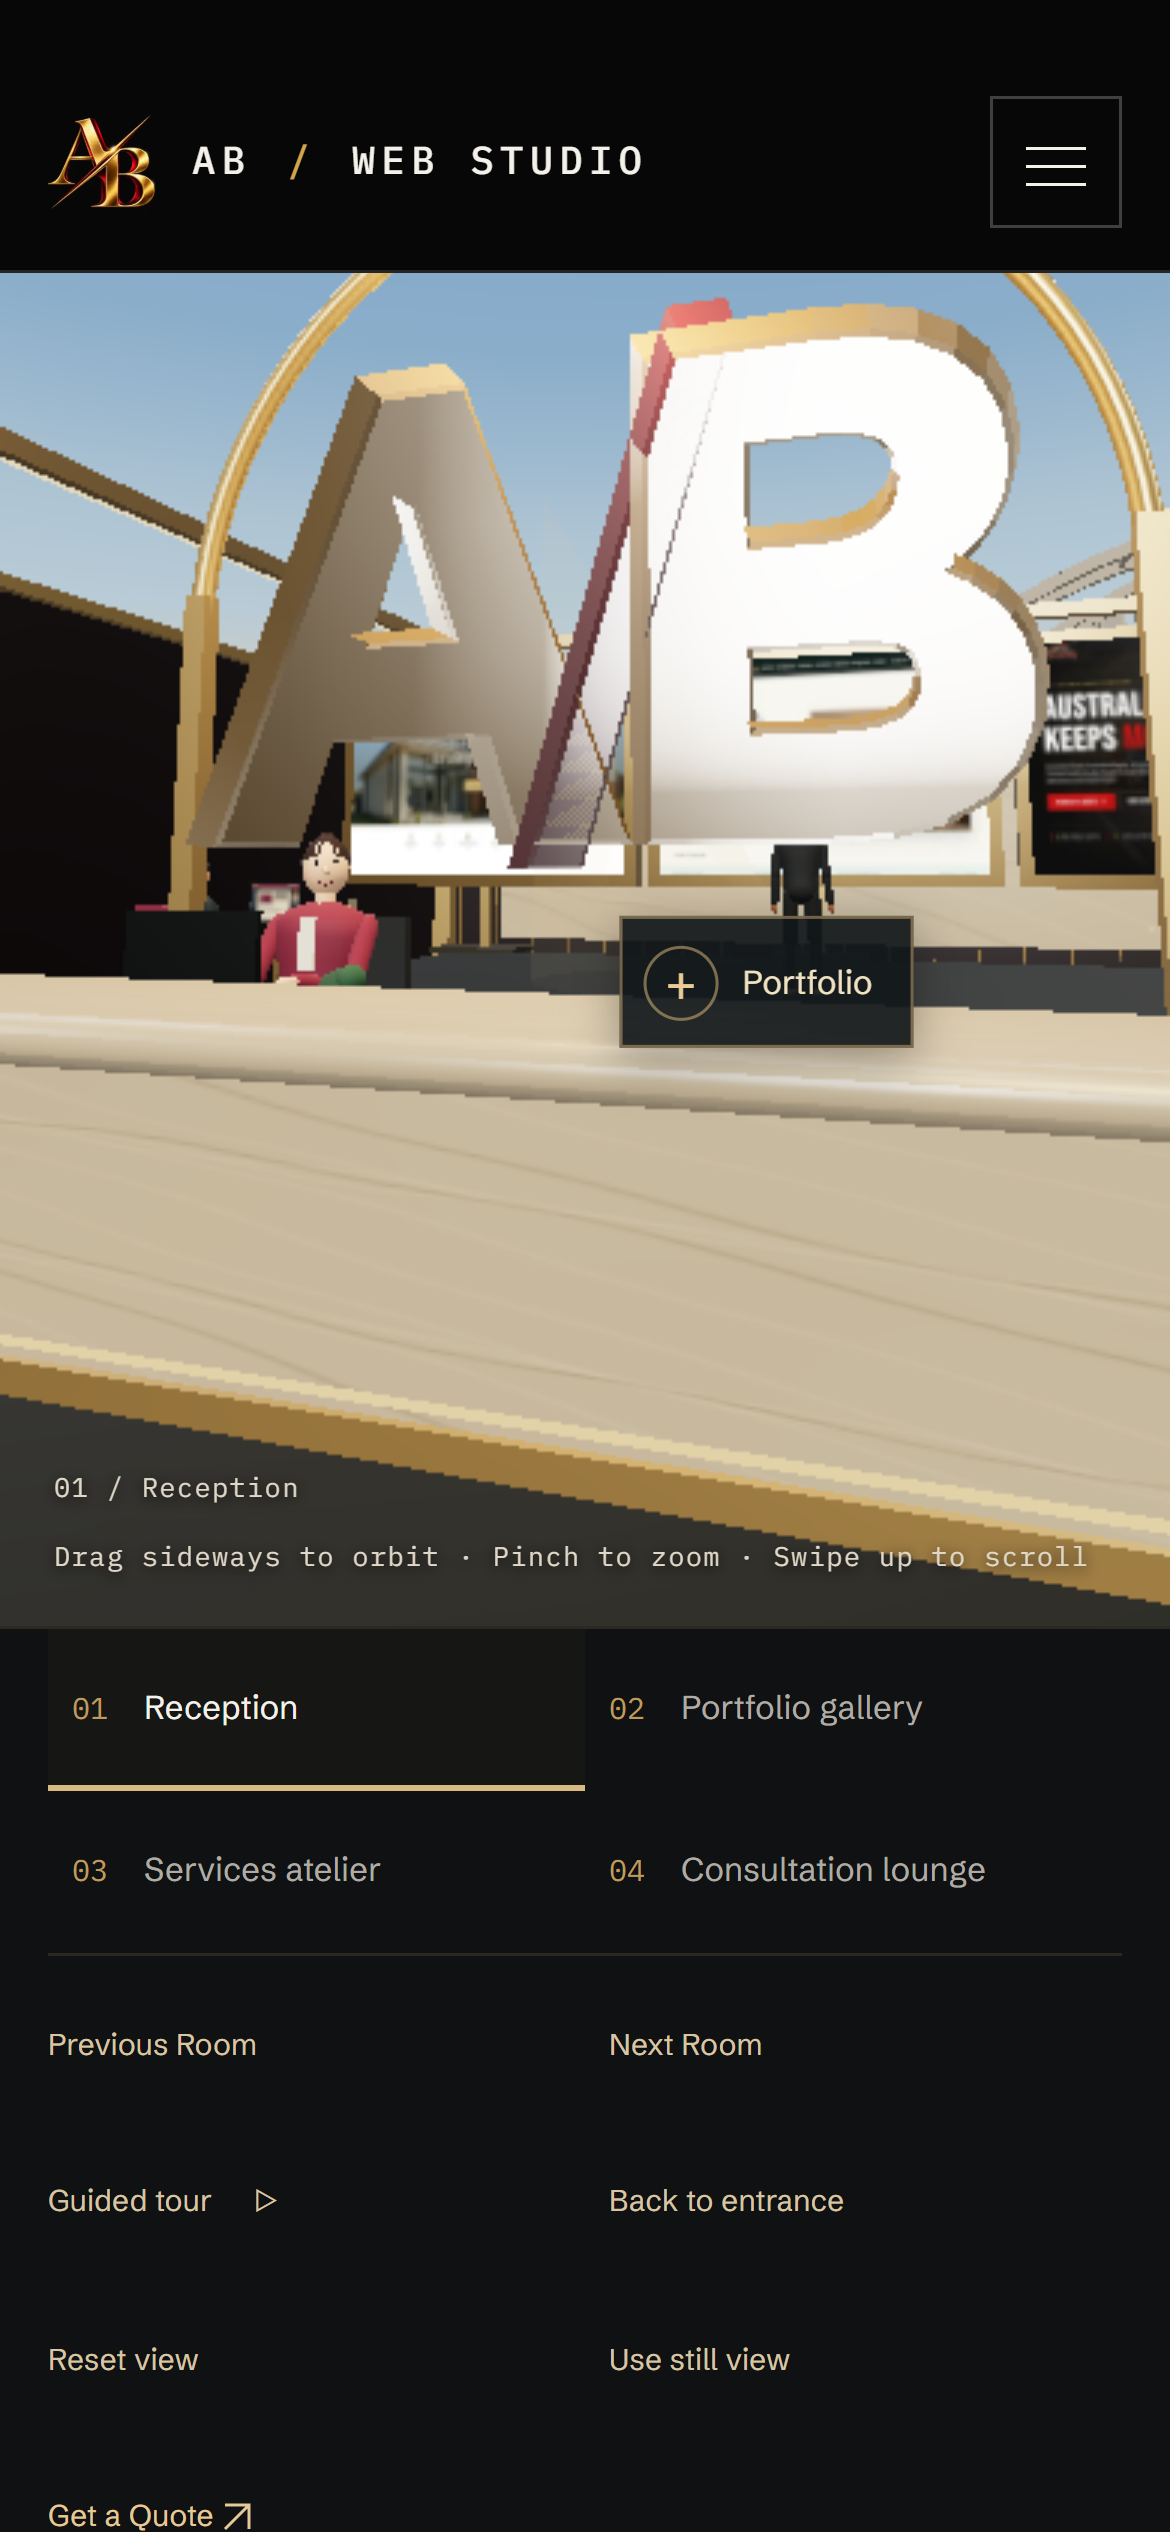 AB
AB / WEB STUDIO
AB
AUSTRAL
KEEPS
+ Portfolio
01 / Reception
Drag sideways to orbit · Pinch to zoom · Swipe up to scroll
01 Reception
02 Portfolio gallery
03 Services atelier
04 Consultation lounge
Previous Room
Next Room
Guided tour
Back to entrance
Reset view
Use still view
Get a Quote